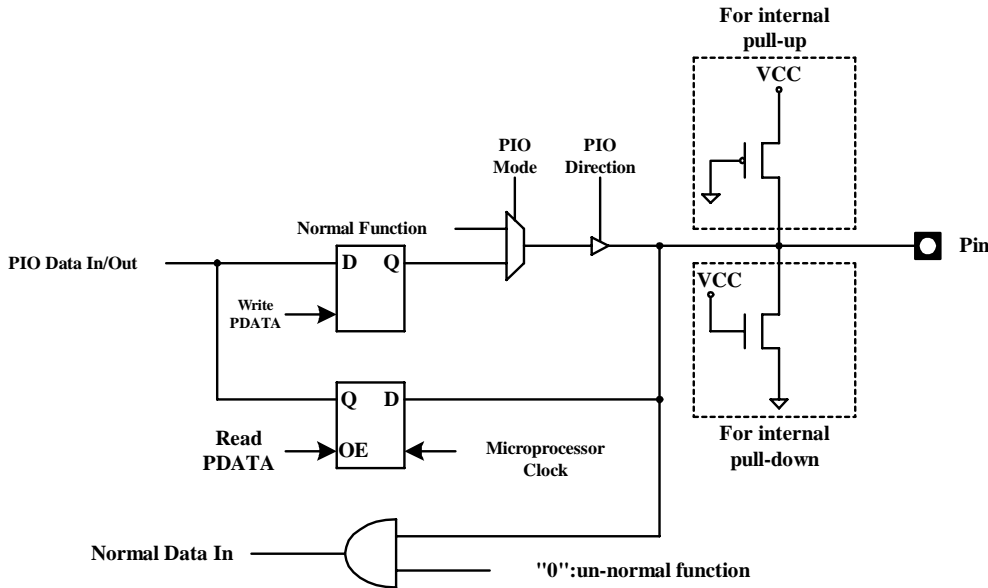 For internal
pull-up
VCC
PIO
Mode
PIO
Direction
Normal Function
PIO Data In/Out
D
Q
Pin
Write
PDATA
VCC
Q
D
Read
PDATA
OE
Microprocessor
Clock
For internal
pull-down
Normal Data In
"0":un-normal function